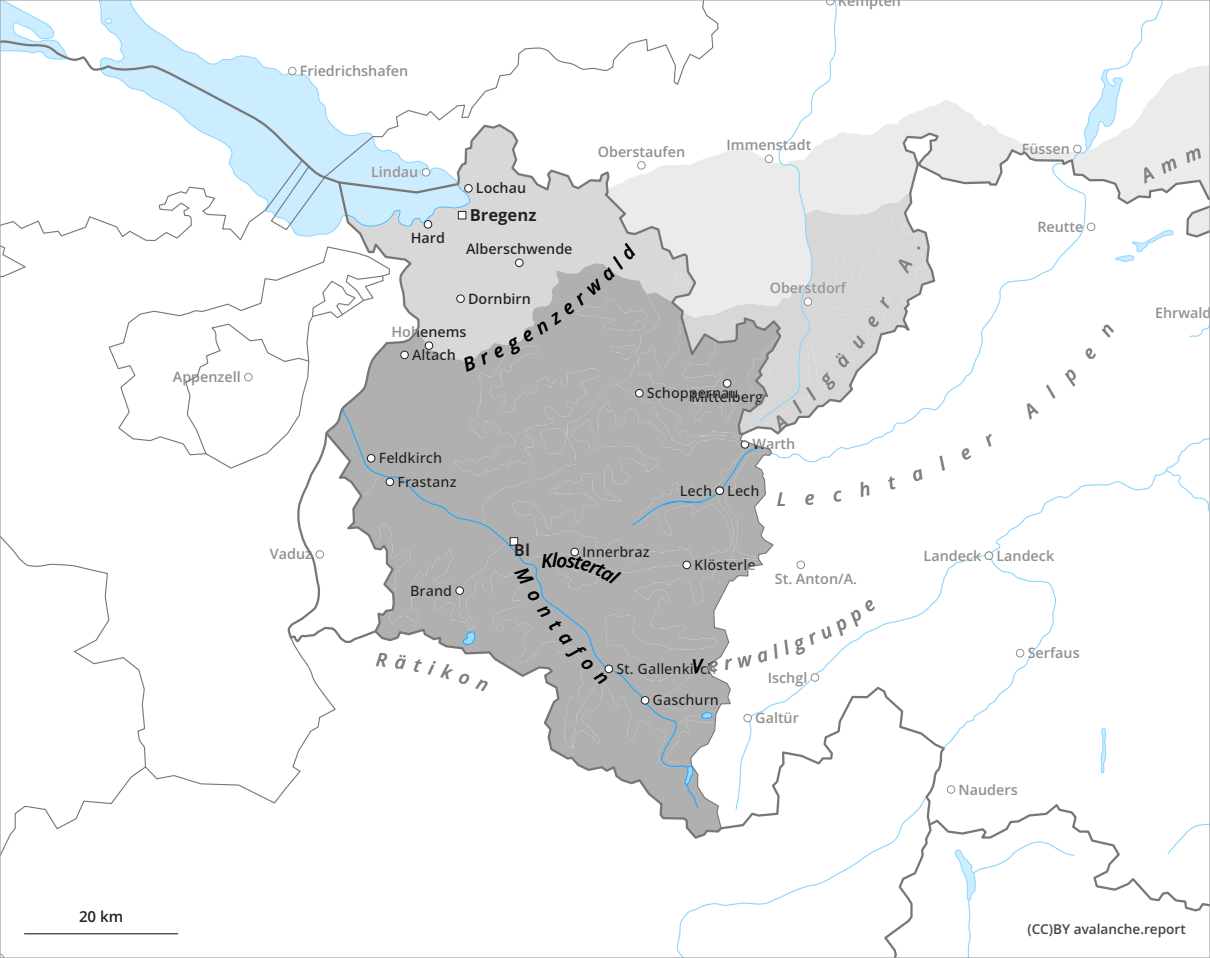 Kempten
Friedrichshafen
Immenstadt
Füssen
Oberstaufen
Amm
Lindau
Lochau
Bregenz
Hard
Reutte
Alberschwende
Oberstdorf
Dornbirn
Ehrwald
Hohenems
Altach
Bregenzerwald
Allgäuer A.
Appenzell
Schoppernau
Mittelberg
Warth
Lechtaler Alpen
Feldkirch
Frastanz
Lech
Lech
Vaduz
Bl
Innerbraz
Klostertal
Klösterle
St. Anton/A.
Landeck
Landeck
Brand
Montafon
Verwallgruppe
Rätikon
St. Gallenkirch
Serfaus
Ischgl
Gaschurn
Galtür
Nauders
20 km
(CC)BY avalanche.report